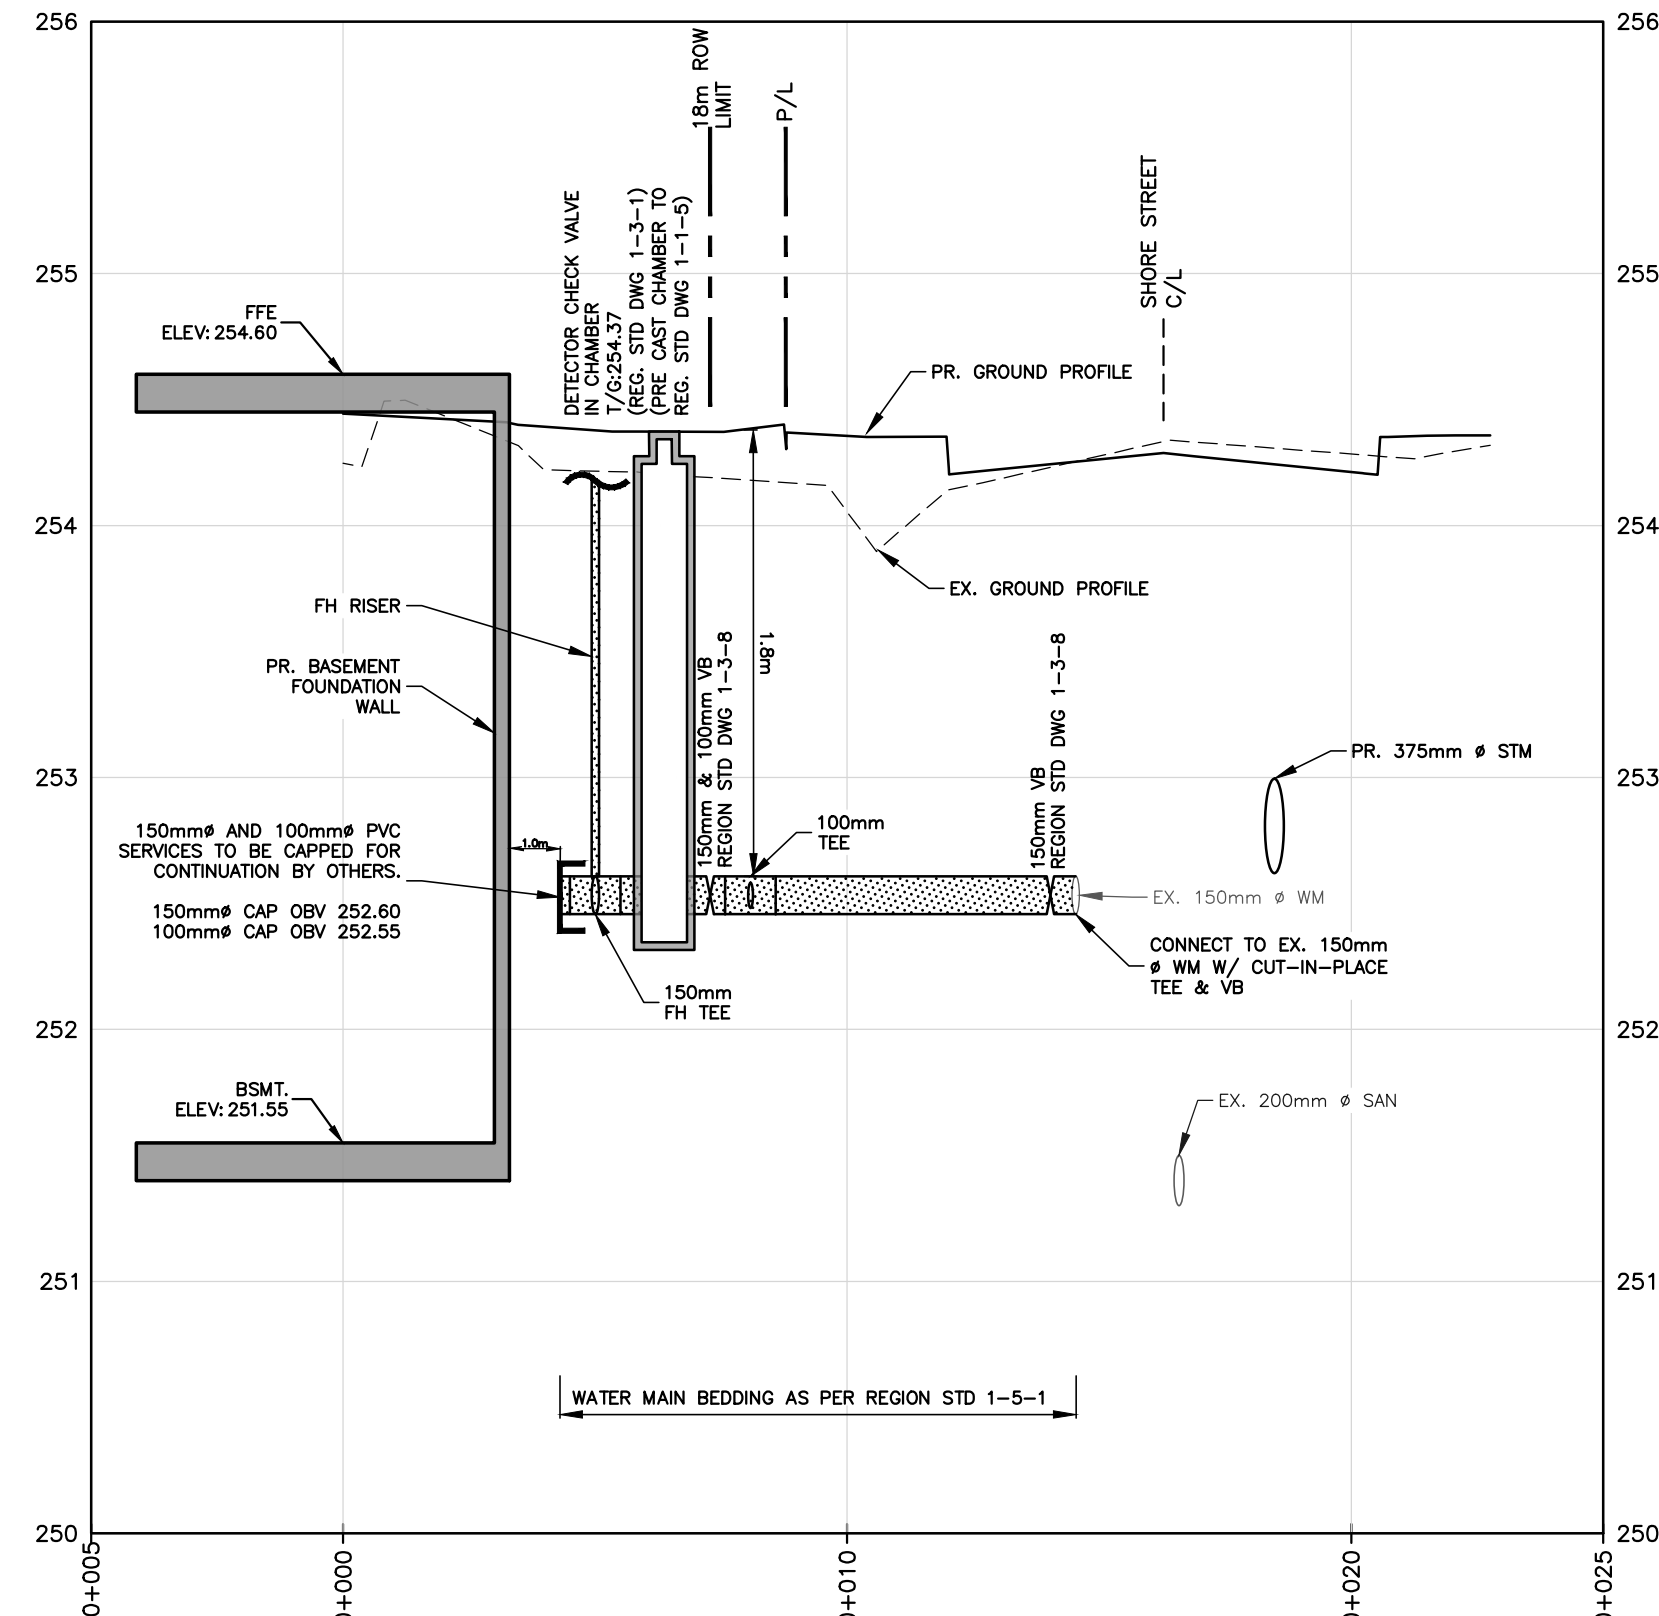 256
256
18m ROW
LIMIT
P/L
SHORE STREET
C/L
DETECTOR CHECK VALVE
IN CHAMBER
T/G:254.37
(REG. STD DWG 1-3-1)
(PRE CAST CHAMBER TO
REG. STD DWG 1-1-5)
255
255
FFE
ELEV: 254.60
PR. GROUND PROFILE
254
254
EX. GROUND PROFILE
FH RISER
PR. BASEMENT
FOUNDATION
WALL
1.8m
150mm & 100mm VB
REGION STD DWG 1-3-8
150mm VB
REGION STD DWG 1-3-8
253
253
PR. 375mm ø STM
150mmø AND 100mmø PVC
SERVICES TO BE CAPPED FOR
CONTINUATION BY OTHERS.
150mmø CAP OBV 252.60
100mmø CAP OBV 252.55
1.0m
100mm
TEE
EX. 150mm ø WM
CONNECT TO EX. 150mm
ø WM W/ CUT-IN-PLACE
TEE & VB
150mm
FH TEE
252
252
BSMT.
ELEV: 251.55
EX. 200mm ø SAN
251
251
WATER MAIN BEDDING AS PER REGION STD 1-5-1
250
250
0+005
0+000
0+010
0+020
0+025